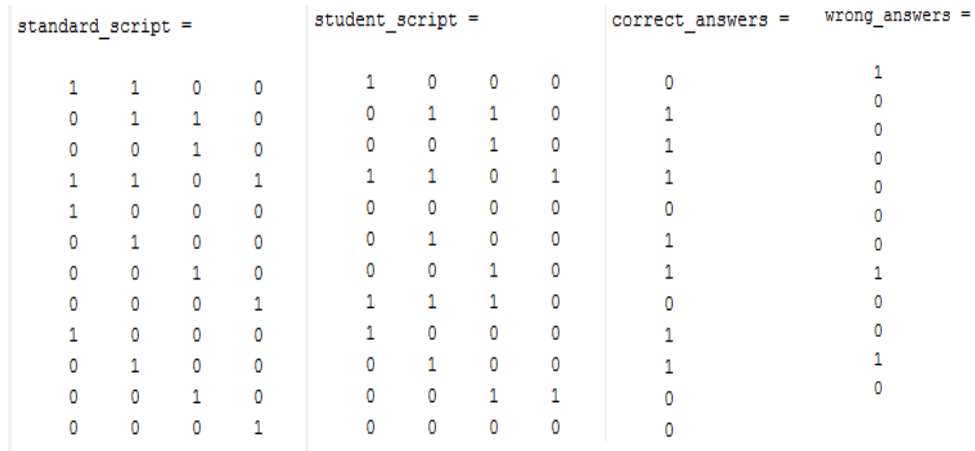 standard_script =
1 1 0 0
0 1 1 0
0 0 1 0
1 1 0 1
1 0 0 0
0 1 0 0
0 0 1 0
0 0 0 1
1 0 0 0
0 1 0 0
0 0 1 0
0 0 0 1
student_script =
1 0 0 0
0 1 1 0
0 0 1 0
1 1 0 1
0 0 0 0
0 1 0 0
0 0 1 0
1 1 1 0
1 0 0 0
0 1 0 0
0 0 1 1
0 0 0 0
correct_answers =
0
1
1
1
0
1
1
0
1
1
0
0
wrong_answers =
1
0
0
0
0
0
0
1
0
0
1
0